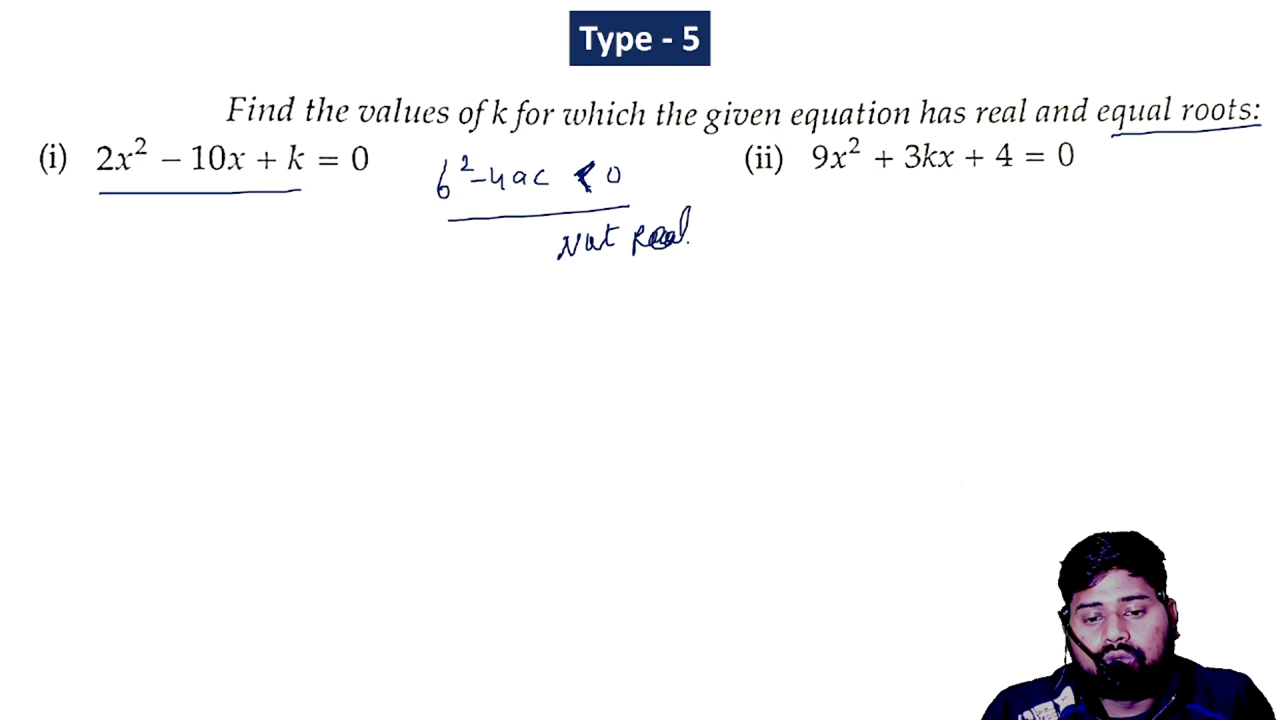 Type - 5
Find the values of k for which the given equation has real and equal roots:
(i) 2x² − 10x + k = 0
b²-4ac < 0
Not Real.
(ii) 9x² + 3kx + 4 = 0